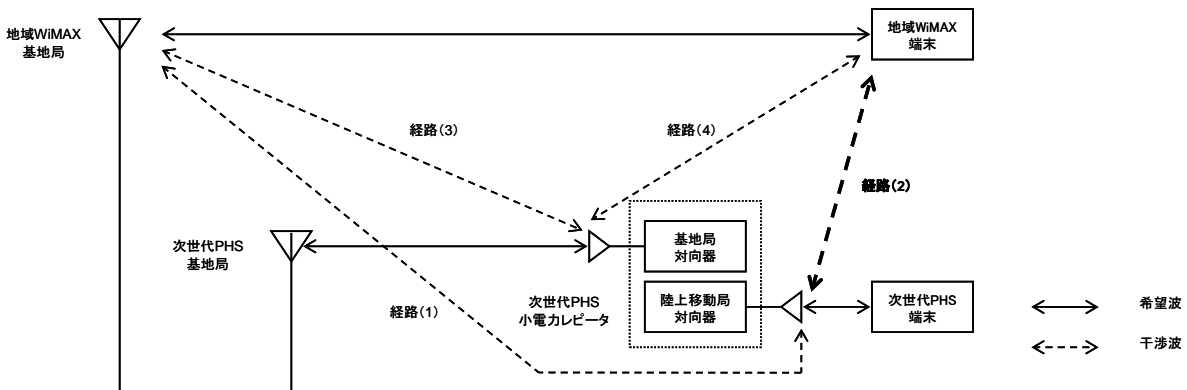 地域WiMAX
基地局
地域WiMAX
端末
経路(3)
経路(4)
経路(2)
次世代PHS
基地局
基地局
対向器
経路(1)
次世代PHS
小電力レピータ
陸上移動局
対向器
次世代PHS
端末
希望波
干渉波